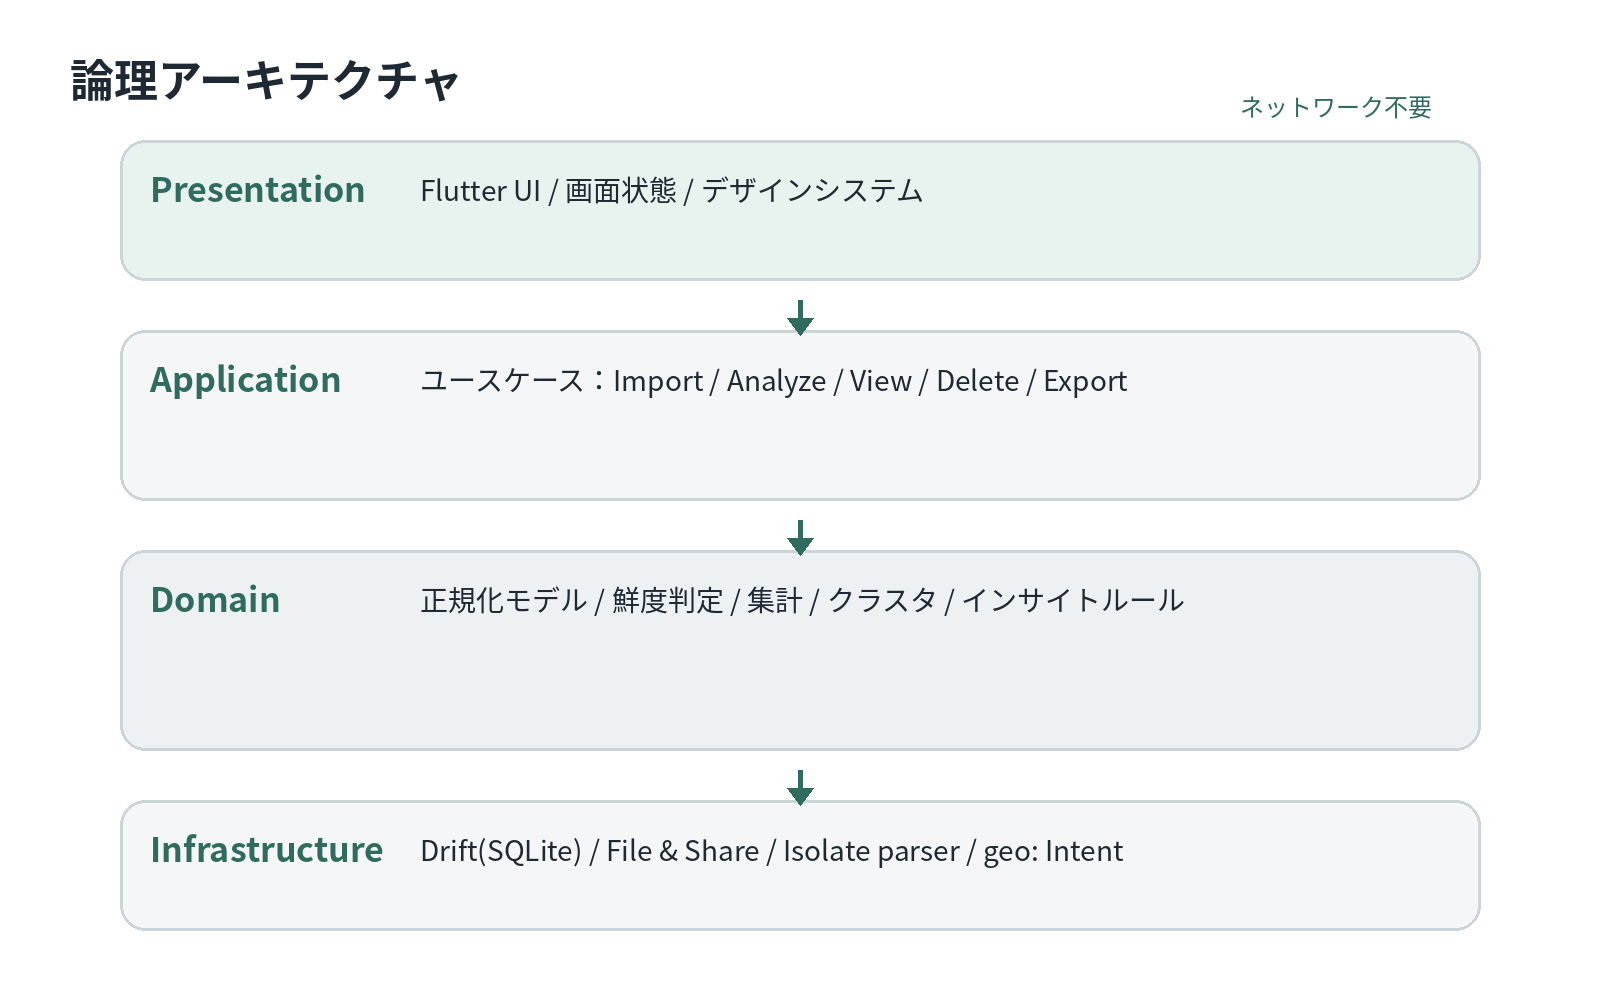 論理アーキテクチャ
ネットワーク不要
Presentation Flutter UI / 画面状態 / デザインシステム
Application ユースケース：Import / Analyze / View / Delete / Export
Domain 正規化モデル / 鮮度判定 / 集計 / クラスタ / インサイトルール
Infrastructure Drift(SQLite) / File & Share / Isolate parser / geo: Intent